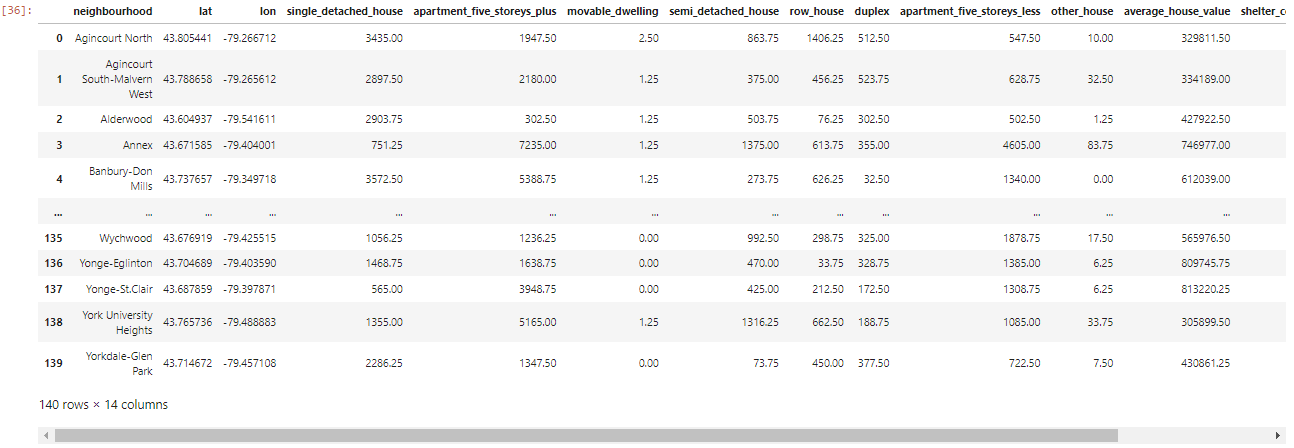 [36]:
neighbourhood lat lon single_detached_house apartment_five_storeys_plus movable_dwelling semi_detached_house row_house duplex apartment_five_storeys_less other_house average_house_value shelter_c
0 Agincourt North 43.805441 -79.266712 3435.00 1947.50 2.50 863.75 1406.25 512.50 547.50 10.00 329811.50
Agincourt
1 South-Malvern 43.788658 -79.265612 2897.50 2180.00 1.25 375.00 456.25 523.75 628.75 32.50 334189.00
West
2 Alderwood 43.604937 -79.541611 2903.75 302.50 1.25 503.75 76.25 302.50 502.50 1.25 427922.50
3 Annex 43.671585 -79.404001 751.25 7235.00 1.25 1375.00 613.75 355.00 4605.00 83.75 746977.00
4 Banbury-Don 43.737657 -79.349718 3572.50 5388.75 1.25 273.75 626.25 32.50 1340.00 0.00 612039.00
Mills
... ... ... ... ... ... ... ... ... ... ... ... ...
135 Wychwood 43.676919 -79.425515 1056.25 1236.25 0.00 992.50 298.75 325.00 1878.75 17.50 565976.50
136 Yonge-Eglinton 43.704689 -79.403590 1468.75 1638.75 0.00 470.00 33.75 328.75 1385.00 6.25 809745.75
137 Yonge-St.Clair 43.687859 -79.397871 565.00 3948.75 0.00 425.00 212.50 172.50 1308.75 6.25 813220.25
138 York University 43.765736 -79.488883 1355.00 5165.00 1.25 1316.25 662.50 188.75 1085.00 33.75 305899.50
Heights
139 Yorkdale-Glen 43.714672 -79.457108 2286.25 1347.50 0.00 73.75 450.00 377.50 722.50 7.50 430861.25
Park
140 rows × 14 columns